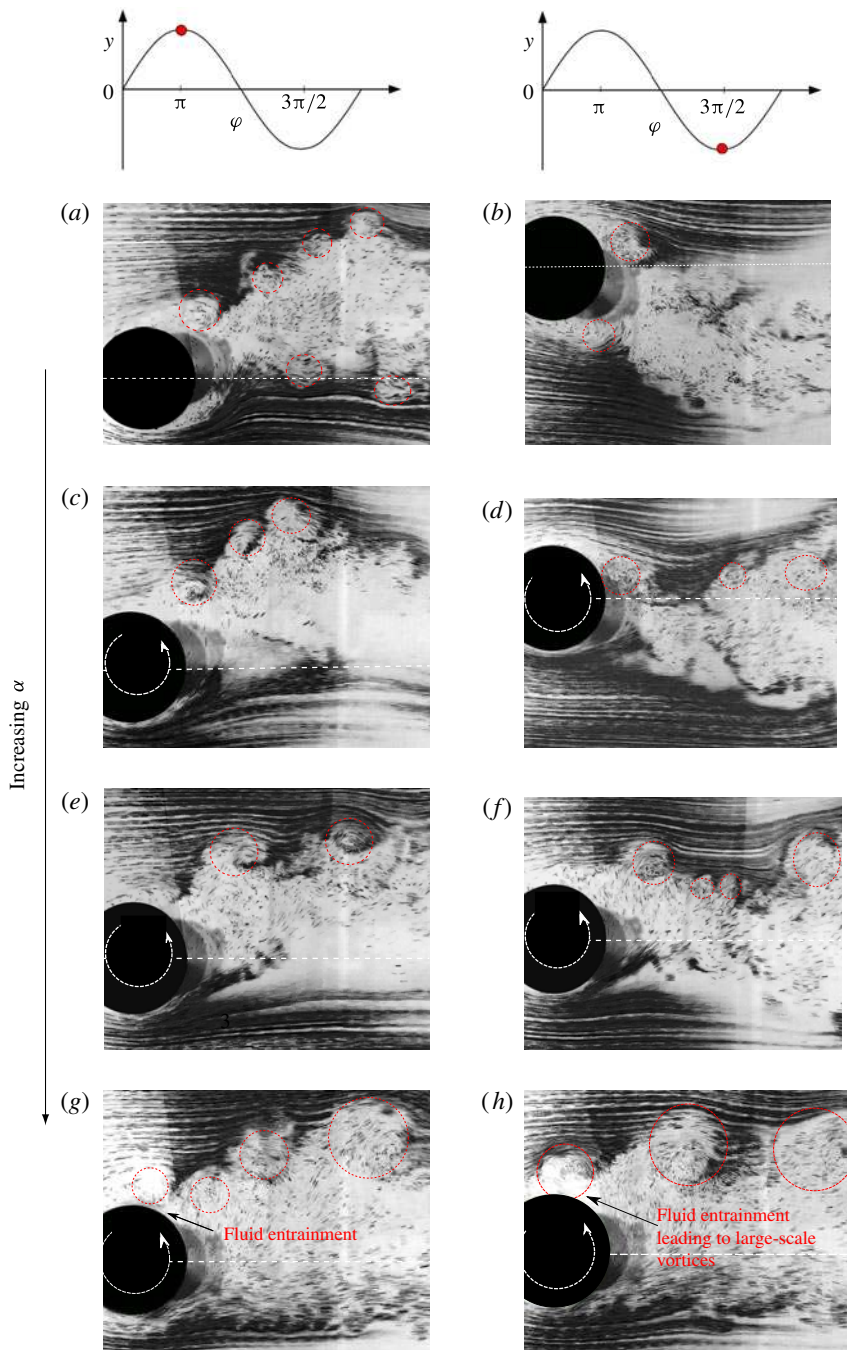 y
0
π
3π/2
φ
y
0
π
3π/2
φ
(a)
(b)
(c)
(d)
Increasing α
(e)
(f)
3
(g)
(h)
Fluid entrainment
Fluid entrainment
leading to large-scale
vortices